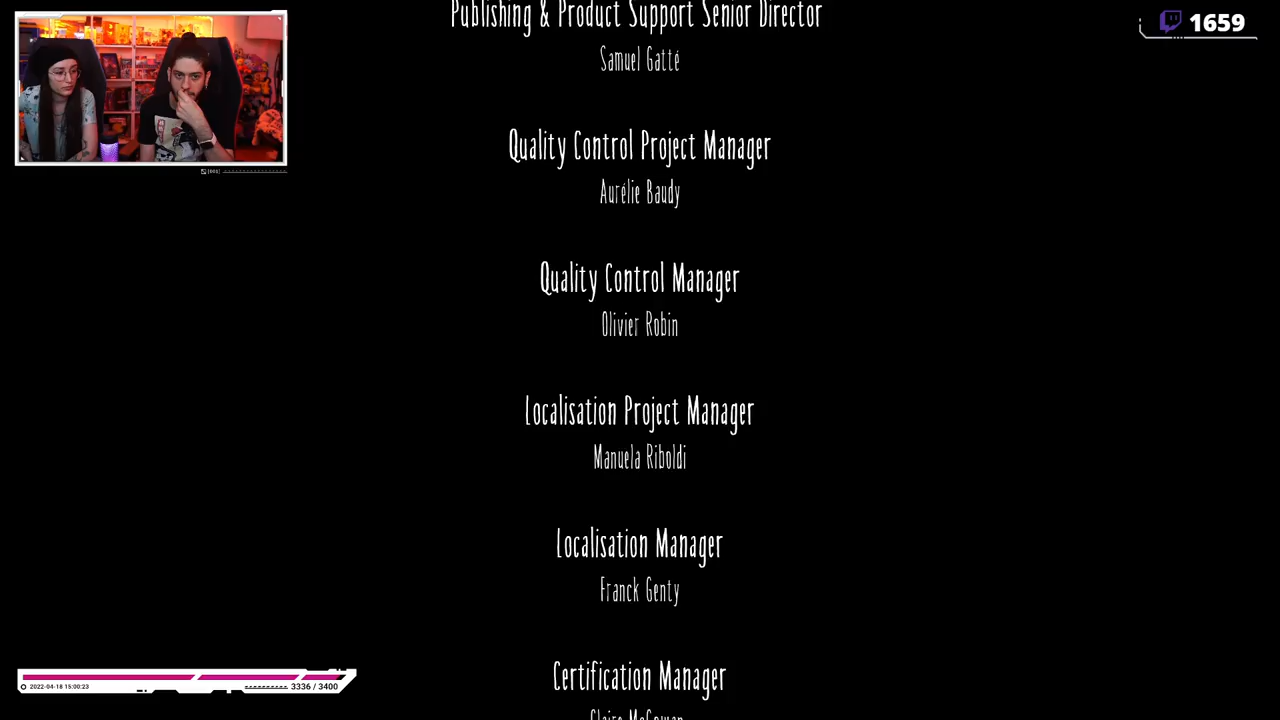 Publishing & Product Support Senior Director
1659
Samuel Gatté
Quality Control Project Manager
Aurélie Baudy
Quality Control Manager
Olivier Robin
Localisation Project Manager
Manuela Riboldi
Localisation Manager
Franck Genty
Certification Manager
Claire McGowan
2022-04-18 15:00:23
3336 / 3400